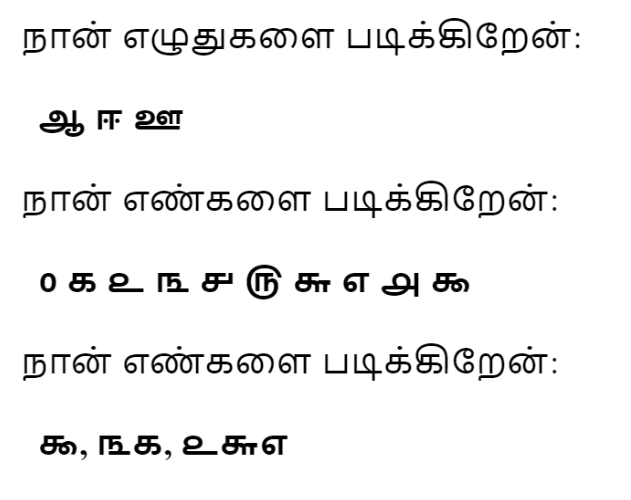 நான் எழுதுகளை படிக்கிறேன்:
ஆ ஈ ஊ
நான் எண்களை படிக்கிறேன்:
௦ ௧ ௨ ௩ ௪ ௫ ௬ ௭ ௮ ௯
நான் எண்களை படிக்கிறேன்:
௯, ௩௧, ௨௬௭